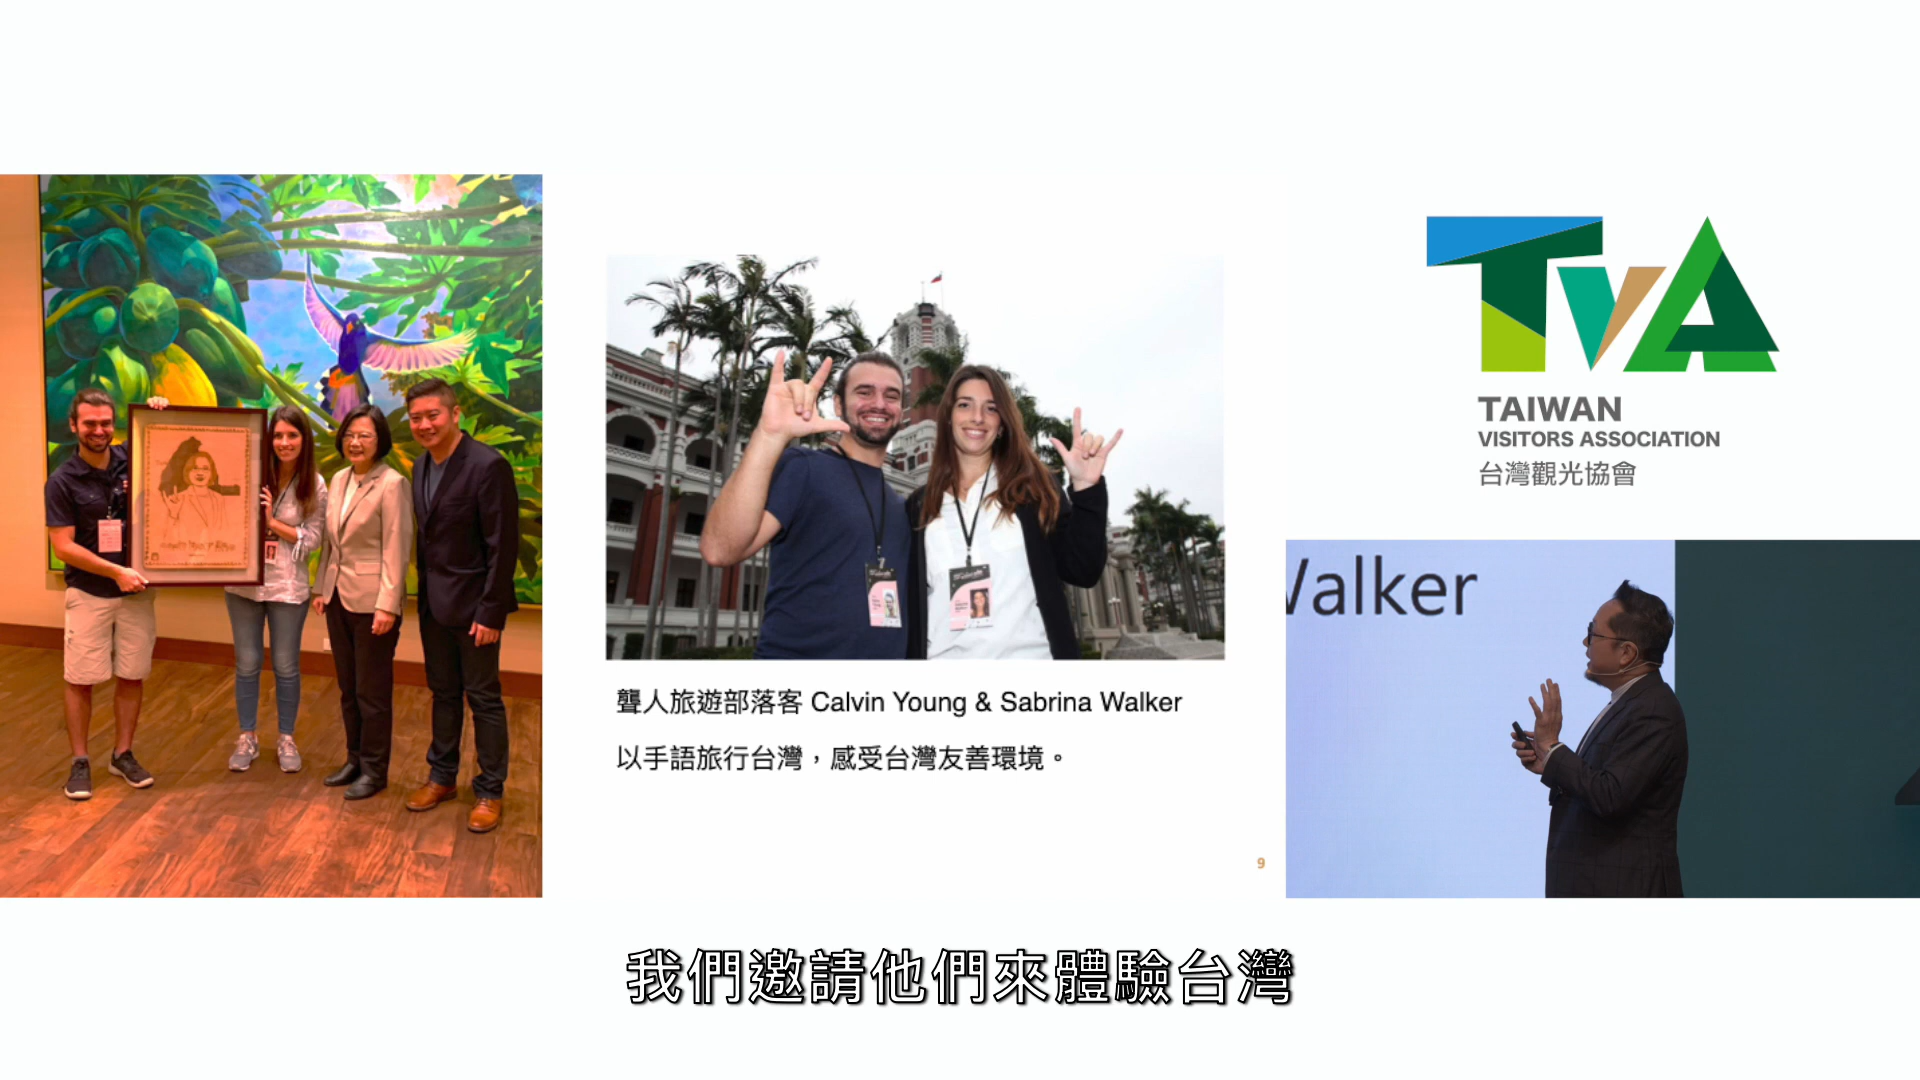 TVA
TAIWAN
VISITORS ASSOCIATION
台灣觀光協會
聾人旅遊部落客 Calvin Young & Sabrina Walker
以手語旅行台灣，感受台灣友善環境。
9
Walker
我們邀請他們來體驗台灣